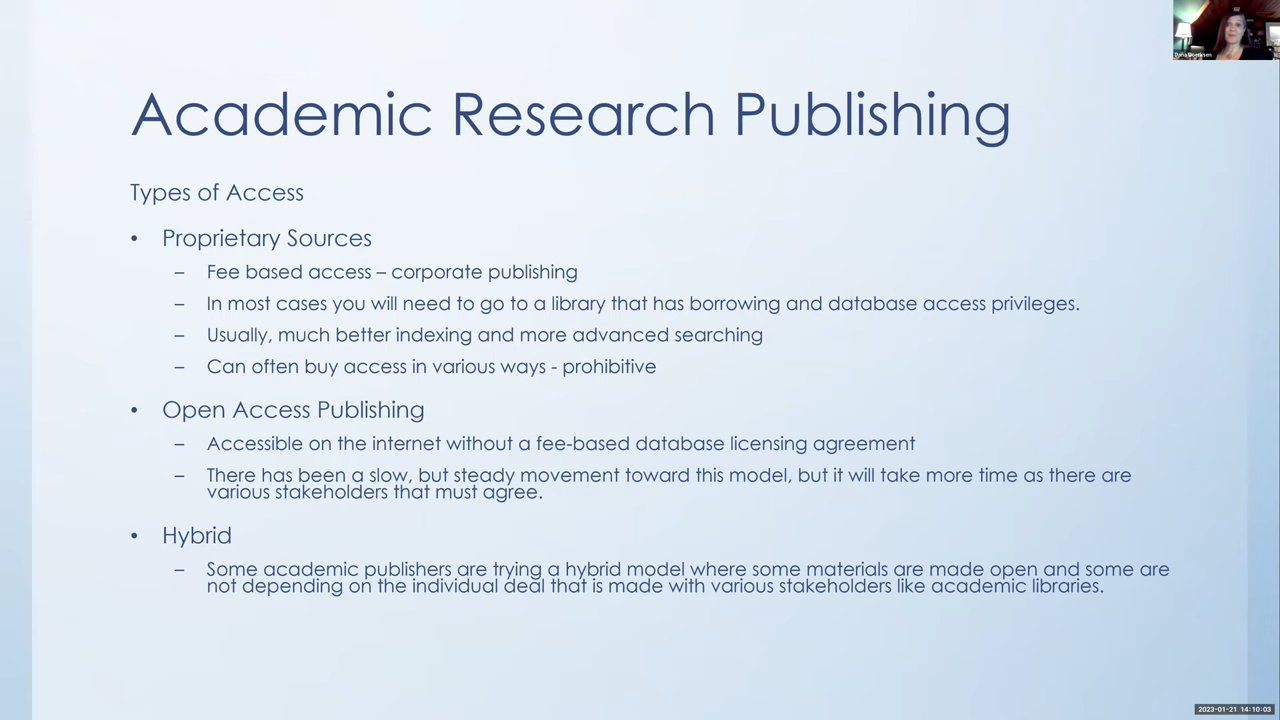 Academic Research Publishing
Types of Access
• Proprietary Sources
– Fee based access – corporate publishing
– In most cases you will need to go to a library that has borrowing and database access privileges.
– Usually, much better indexing and more advanced searching
– Can often buy access in various ways - prohibitive
• Open Access Publishing
– Accessible on the internet without a fee-based database licensing agreement
– There has been a slow, but steady movement toward this model, but it will take more time as there are
various stakeholders that must agree.
• Hybrid
– Some academic publishers are trying a hybrid model where some materials are made open and some are
not depending on the individual deal that is made with various stakeholders like academic libraries.
2023-01-21 14:10:03